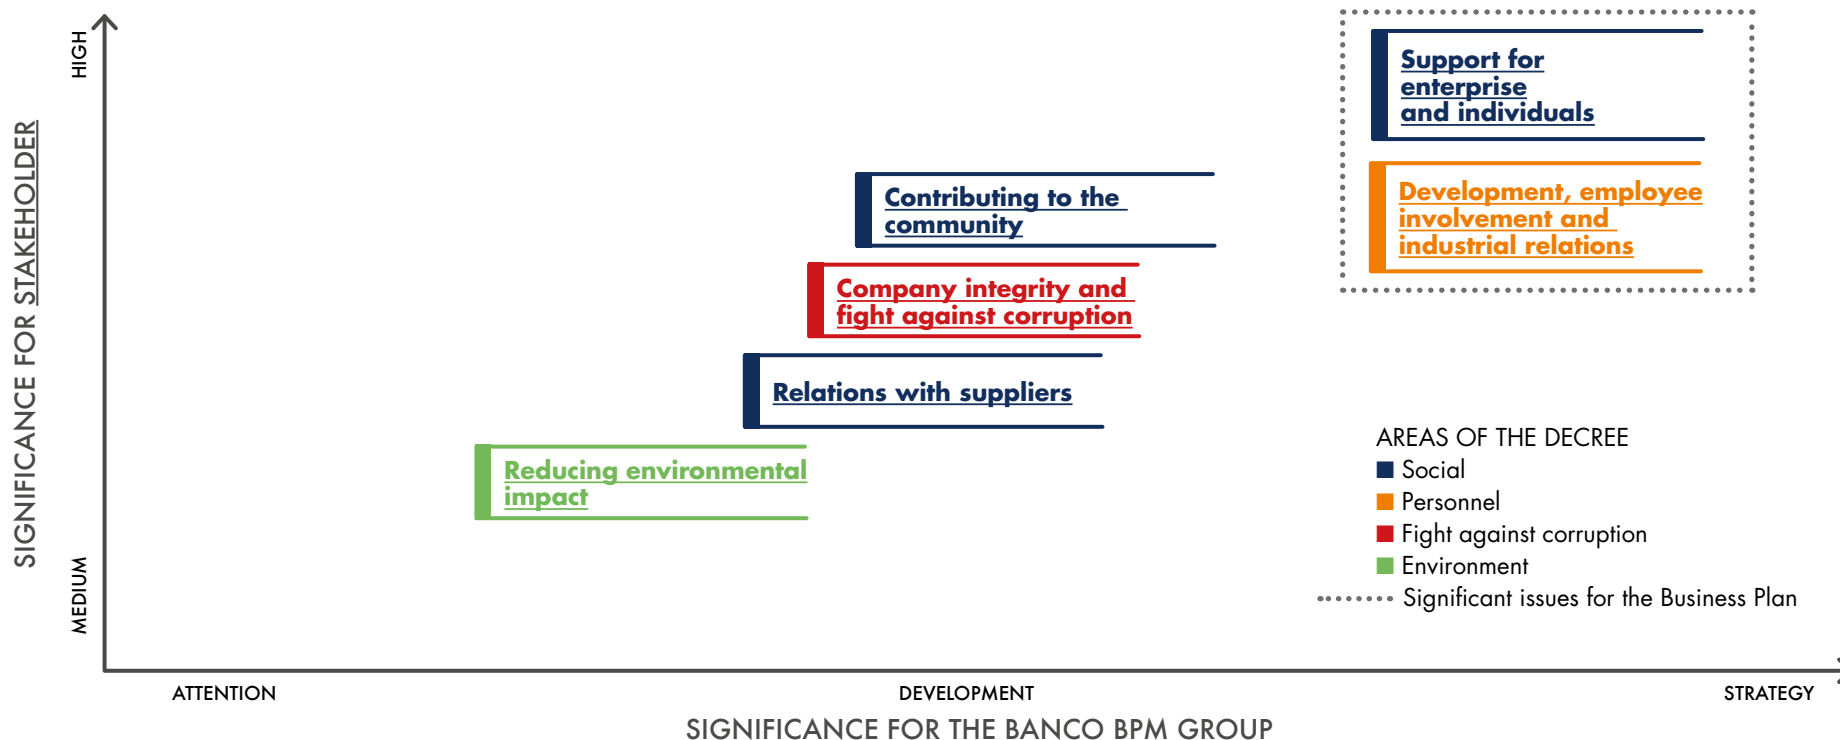 HIGH
SIGNIFICANCE FOR STAKEHOLDER
MEDIUM
Support for
enterprise
and individuals
Development, employee
involvement and
industrial relations
Contributing to the
community
Company integrity and
fight against corruption
Relations with suppliers
Reducing environmental
impact
AREAS OF THE DECREE
Social
Personnel
Fight against corruption
Environment
Significant issues for the Business Plan
ATTENTION
DEVELOPMENT
STRATEGY
SIGNIFICANCE FOR THE BANCO BPM GROUP